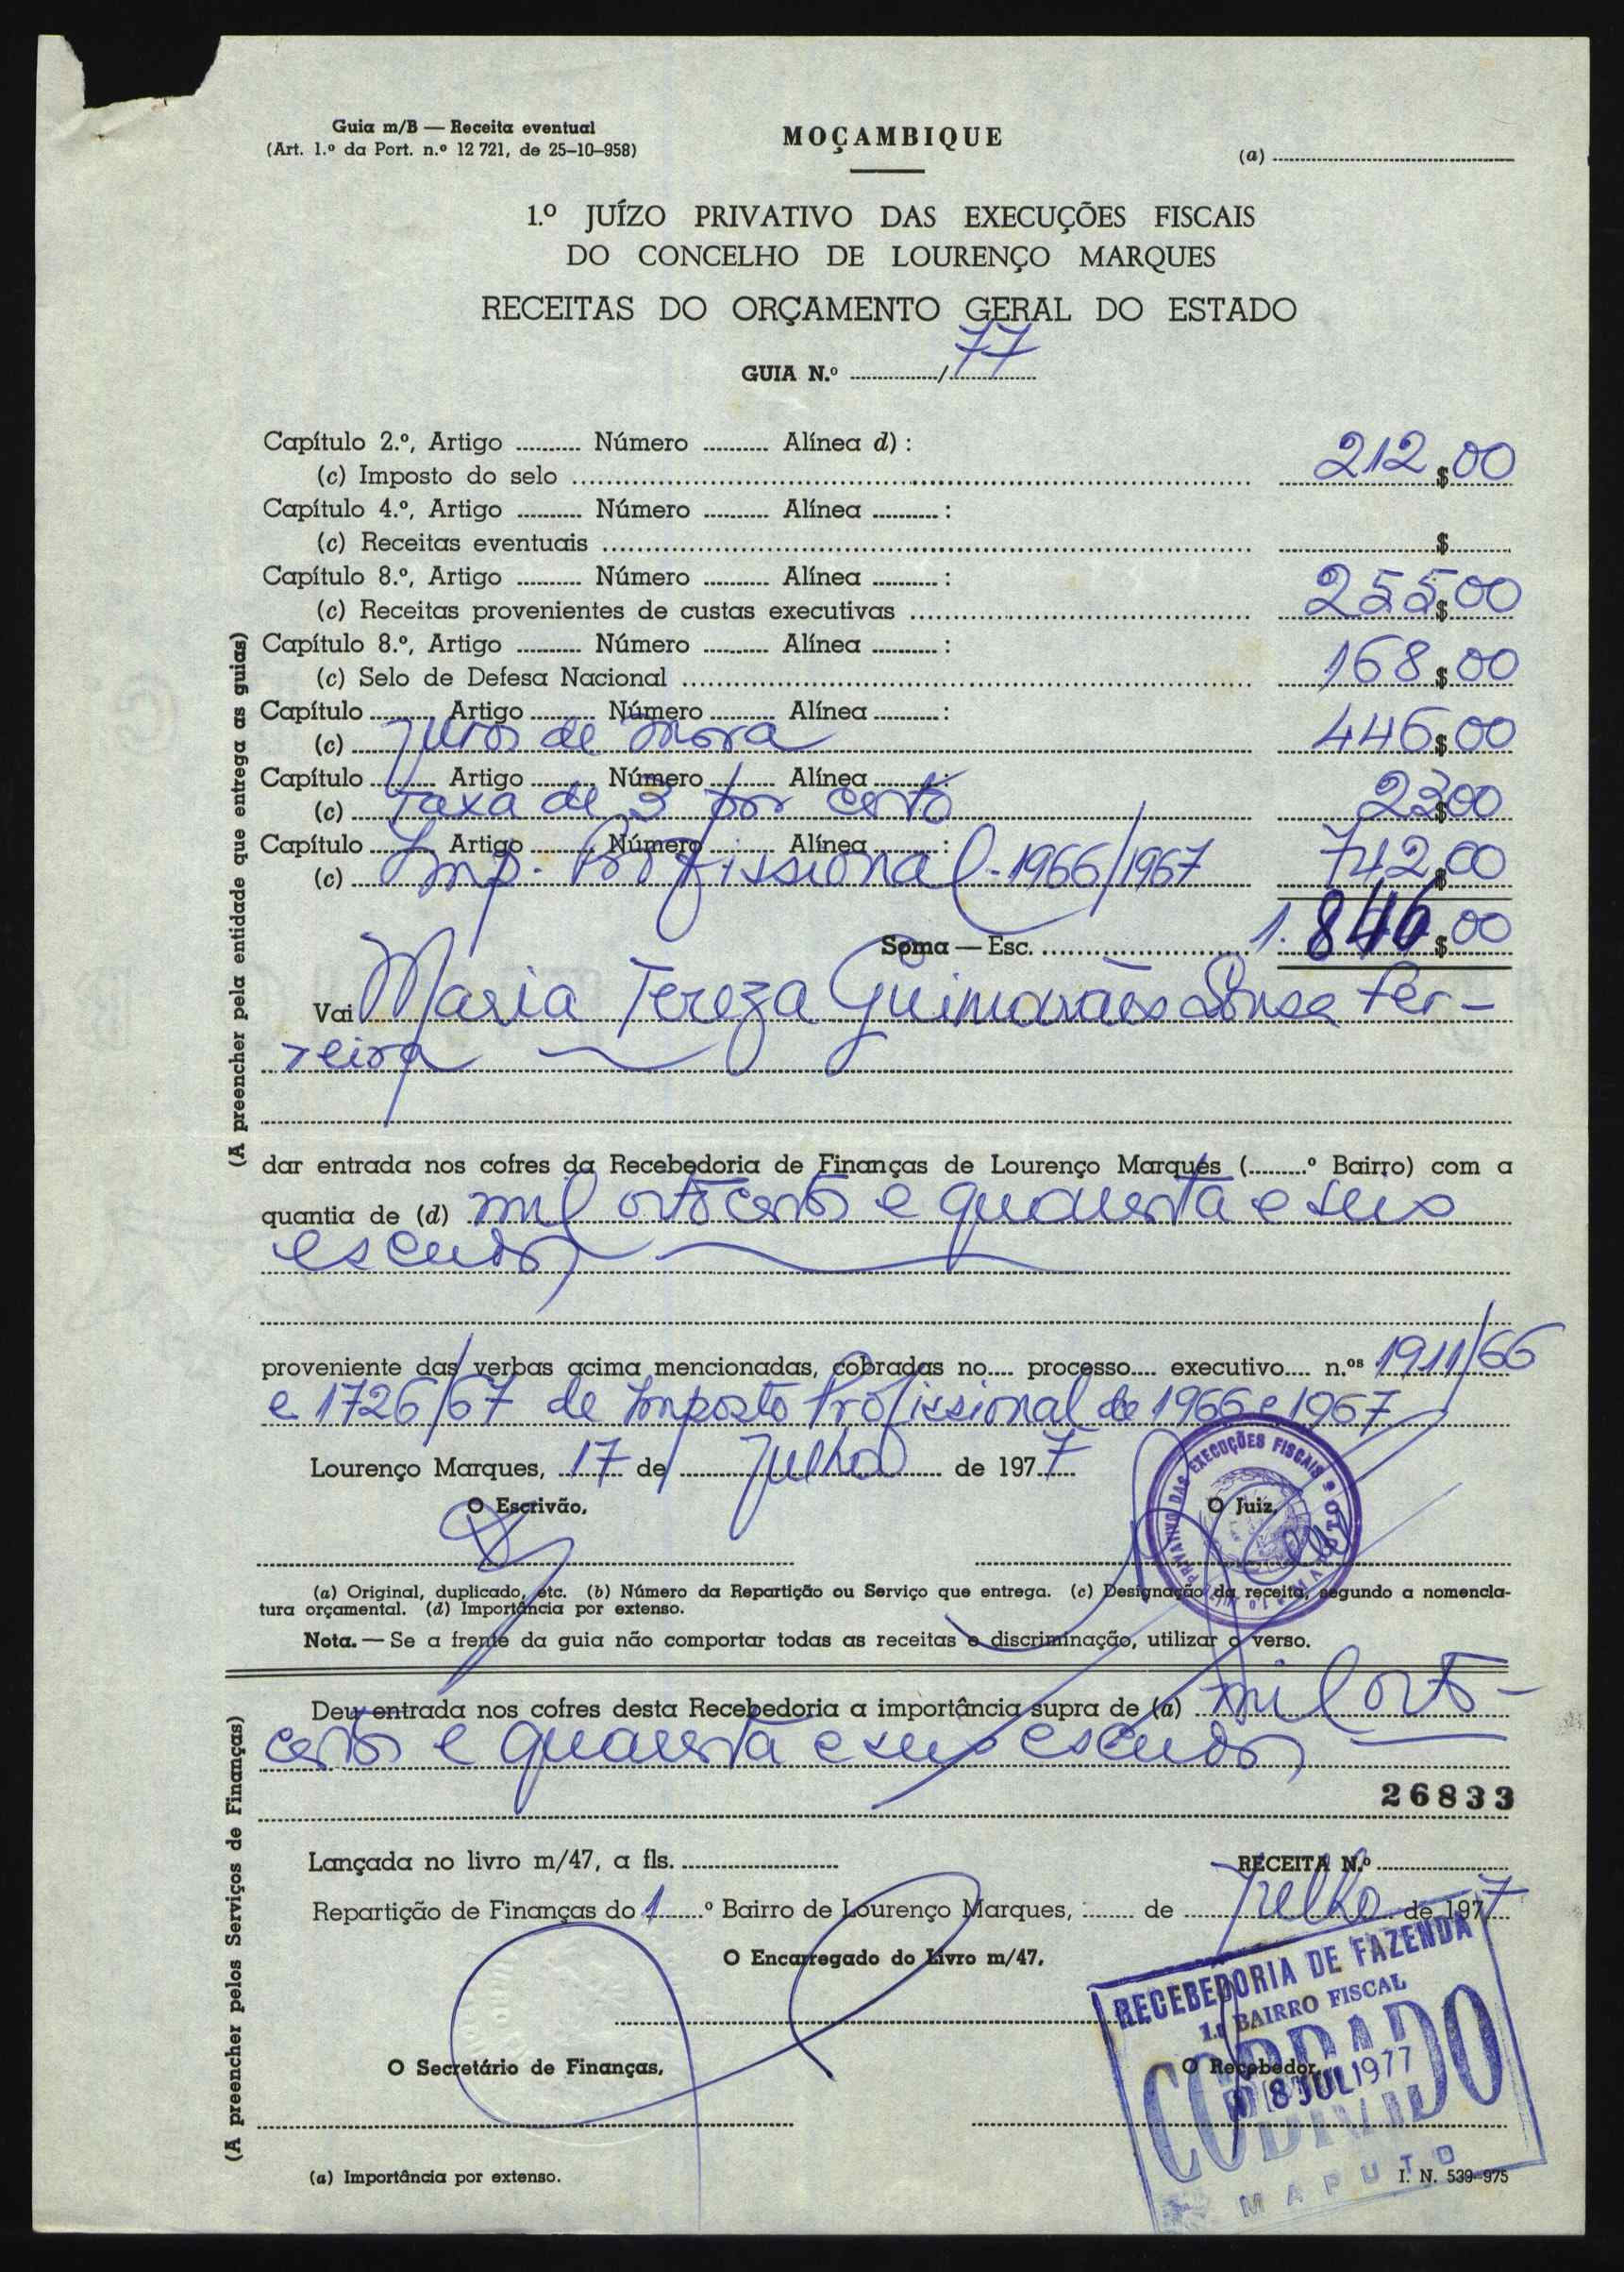 Guia m/B — Receita eventual
(Art. 1.º da Port. n.º 12 721, de 25-10-958)
MOÇAMBIQUE
(a) ........
1.º JUÍZO PRIVATIVO DAS EXECUÇÕES FISCAIS
DO CONCELHO DE LOURENÇO MARQUES
RECEITAS DO ORÇAMENTO GERAL DO ESTADO
GUIA N.º ......../77
(A preencher pela entidade que entrega as guias)
Capítulo 2.º, Artigo ........ Número ........ Alínea d) :
(c) Imposto do selo ........ 212$00
Capítulo 4.º, Artigo ........ Número ........ Alínea ........ :
(c) Receitas eventuais ........ $
Capítulo 8.º, Artigo ........ Número ........ Alínea ........ :
(c) Receitas provenientes de custas executivas ........ 255$00
Capítulo 8.º, Artigo ........ Número ........ Alínea ........ :
(c) Selo de Defesa Nacional ........ 168$00
Capítulo ........ Artigo ........ Número ........ Alínea ........ :
(c) Juros de mora 446$00
Capítulo ........ Artigo ........ Número ........ Alínea ........ :
(c) Taxa de 3 por cento 23$00
Capítulo ........ Artigo ........ Número ........ Alínea ........ :
(c) Imp. Profissional - 1966/1967 742$00
Soma — Esc. ........ 1.846$00
Vai Maria Tereza Guimarães Sousa Fer-
reira
dar entrada nos cofres da Recebedoria de Finanças de Lourenço Marques (........º Bairro) com a
quantia de (d) mil oitocentos e quarenta e seis
escudos
proveniente das verbas acima mencionadas, cobradas no.... processo.... executivo.... n.ºs 1911/66
e 1726/67 de Imposto Profissional de 1966 e 1967
Lourenço Marques, 17 de Julho de 1977
O Escrivão,
O Juiz,
PRIVATIVO DAS EXECUÇÕES FISCAIS
(a) Original, duplicado, etc. (b) Número da Repartição ou Serviço que entrega. (c) Designação da receita, segundo a nomencla-
tura orçamental. (d) Importância por extenso.
Nota. — Se a frente da guia não comportar todas as receitas e discriminação, utilizar o verso.
(A preencher pelos Serviços de Finanças)
Deu entrada nos cofres desta Recebedoria a importância supra de (a) mil oito-
centos e quarenta e seis escudos
26833
Lançada no livro m/47, a fls. ........
RECEITA N.º ........
Repartição de Finanças do 1.º Bairro de Lourenço Marques, ........ de Julho de 1977
O Encarregado do Livro m/47,
RECEBEDORIA DE FAZENDA
1.º BAIRRO FISCAL
COBRADO
O Secretário de Finanças,
O Recebedor,
8 JUL 1977
MAPUTO
(a) Importância por extenso.
I. N. 539-975